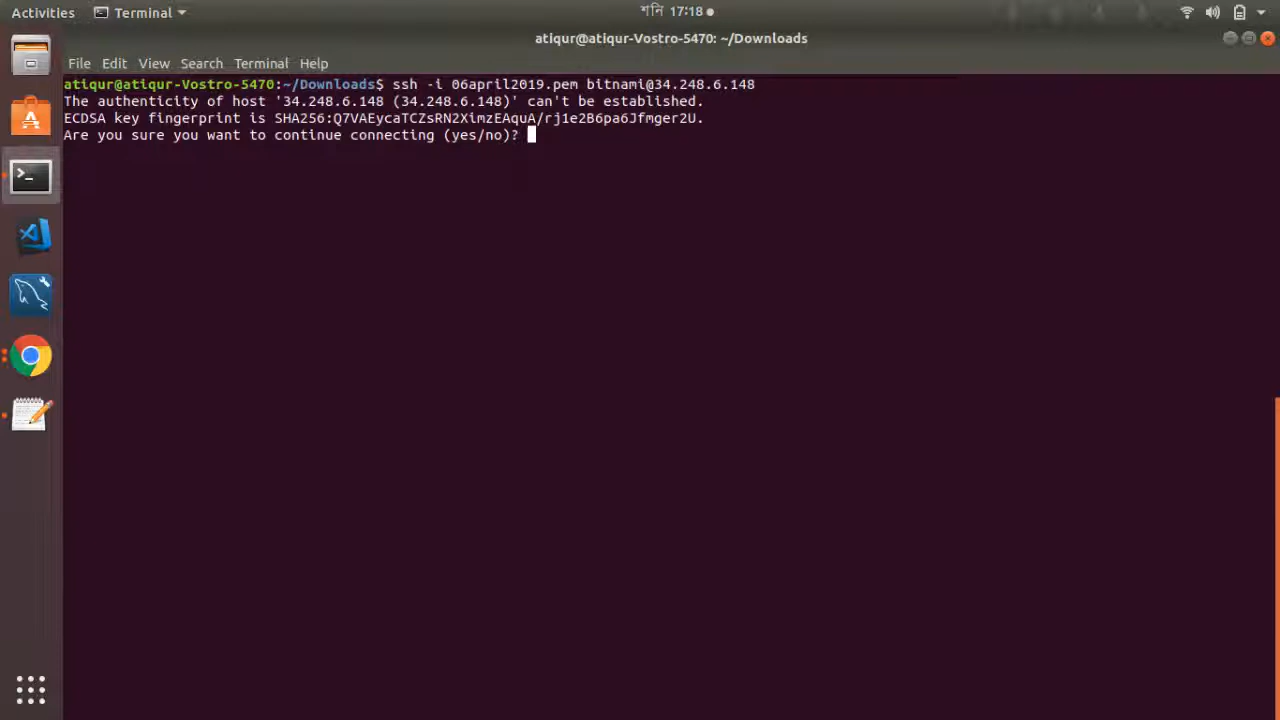 Activities Terminal শনি 17:18
atiqur@atiqur-Vostro-5470: ~/Downloads
File Edit View Search Terminal Help
atiqur@atiqur-Vostro-5470:~/Downloads$ ssh -i 06april2019.pem bitnami@34.248.6.148
The authenticity of host '34.248.6.148 (34.248.6.148)' can't be established.
ECDSA key fingerprint is SHA256:Q7VAEycaTCZsRN2XimzEAquA/rj1e2B6pa6Jfmger2U.
Are you sure you want to continue connecting (yes/no)?